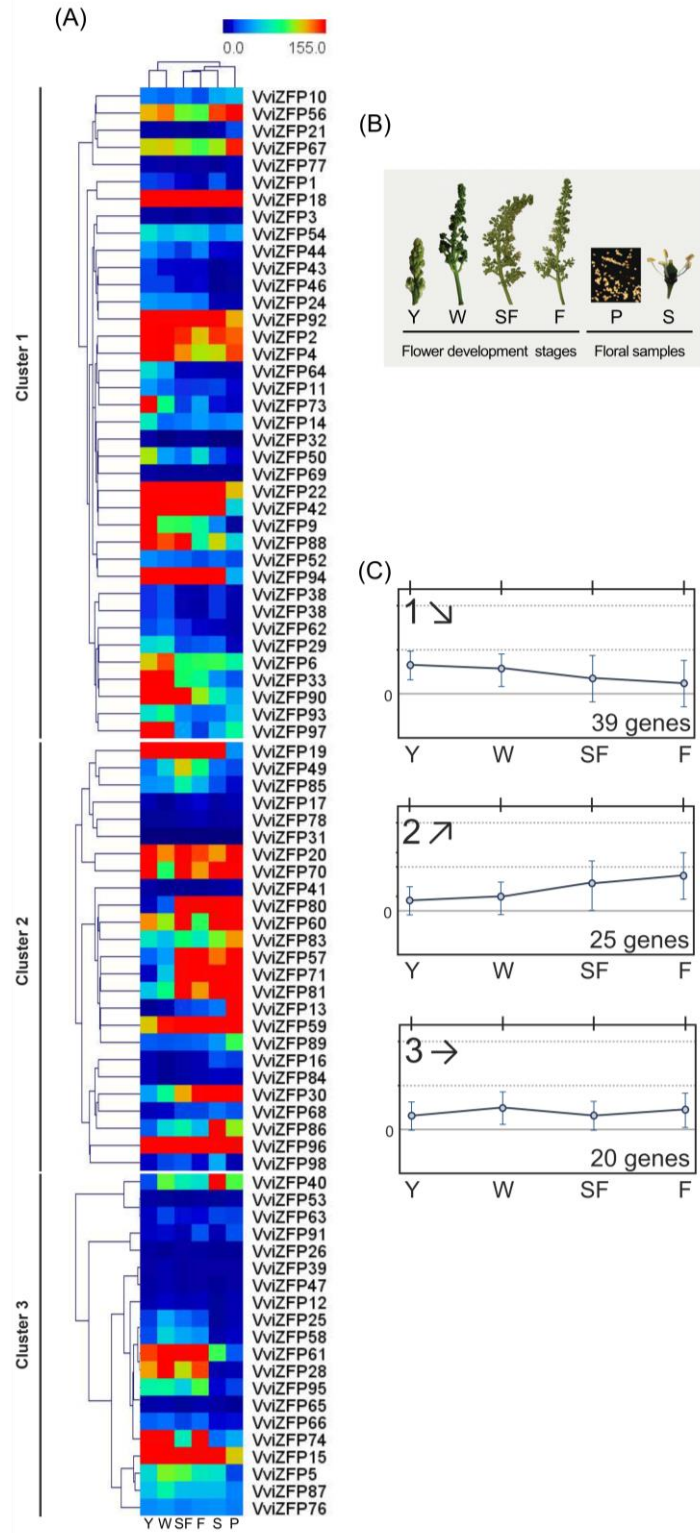 (A)
0.0 155.0
Cluster 1
VviZFP10
VviZFP56
VviZFP21
VviZFP67
VviZFP77
VviZFP1
VviZFP18
VviZFP3
VviZFP54
VviZFP44
VviZFP43
VviZFP46
VviZFP24
VviZFP92
VviZFP2
VviZFP4
VviZFP64
VviZFP11
VviZFP73
VviZFP14
VviZFP32
VviZFP50
VviZFP69
VviZFP22
VviZFP42
VviZFP9
VviZFP88
VviZFP52
VviZFP94
VviZFP38
VviZFP38
VviZFP62
VviZFP29
VviZFP6
VviZFP33
VviZFP90
VviZFP93
VviZFP97
Cluster 2
VviZFP19
VviZFP49
VviZFP85
VviZFP17
VviZFP78
VviZFP31
VviZFP20
VviZFP70
VviZFP41
VviZFP80
VviZFP60
VviZFP83
VviZFP57
VviZFP71
VviZFP81
VviZFP13
VviZFP59
VviZFP89
VviZFP16
VviZFP84
VviZFP30
VviZFP68
VviZFP86
VviZFP96
VviZFP98
Cluster 3
VviZFP40
VviZFP53
VviZFP63
VviZFP91
VviZFP26
VviZFP39
VviZFP47
VviZFP12
VviZFP25
VviZFP58
VviZFP61
VviZFP28
VviZFP95
VviZFP65
VviZFP66
VviZFP74
VviZFP15
VviZFP5
VviZFP87
VviZFP76
Y W SF F S P
(B)
Y W SF F P S
Flower development stages Floral samples
(C)
1 ↘
0
39 genes
Y W SF F
2 ↗
0
25 genes
Y W SF F
3 →
0
20 genes
Y W SF F